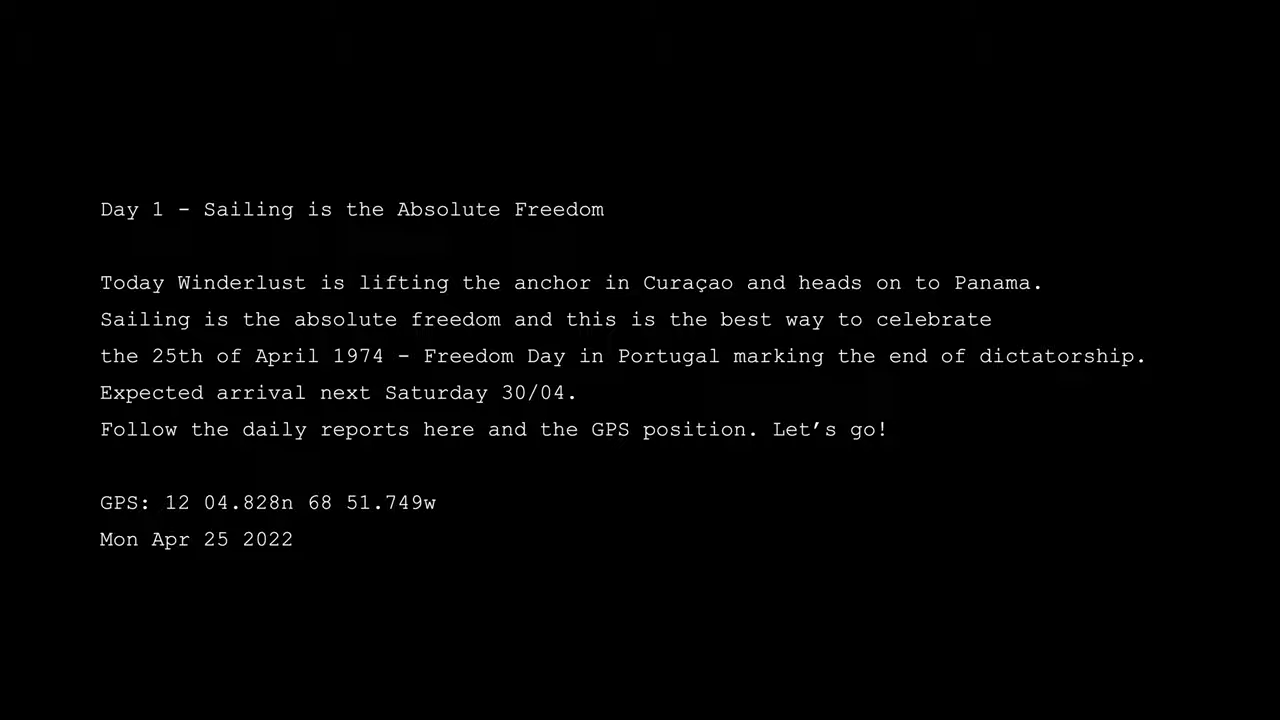 Day 1 - Sailing is the Absolute Freedom
Today Winderlust is lifting the anchor in Curaçao and heads on to Panama.
Sailing is the absolute freedom and this is the best way to celebrate
the 25th of April 1974 - Freedom Day in Portugal marking the end of dictatorship.
Expected arrival next Saturday 30/04.
Follow the daily reports here and the GPS position. Let’s go!
GPS: 12 04.828n 68 51.749w
Mon Apr 25 2022